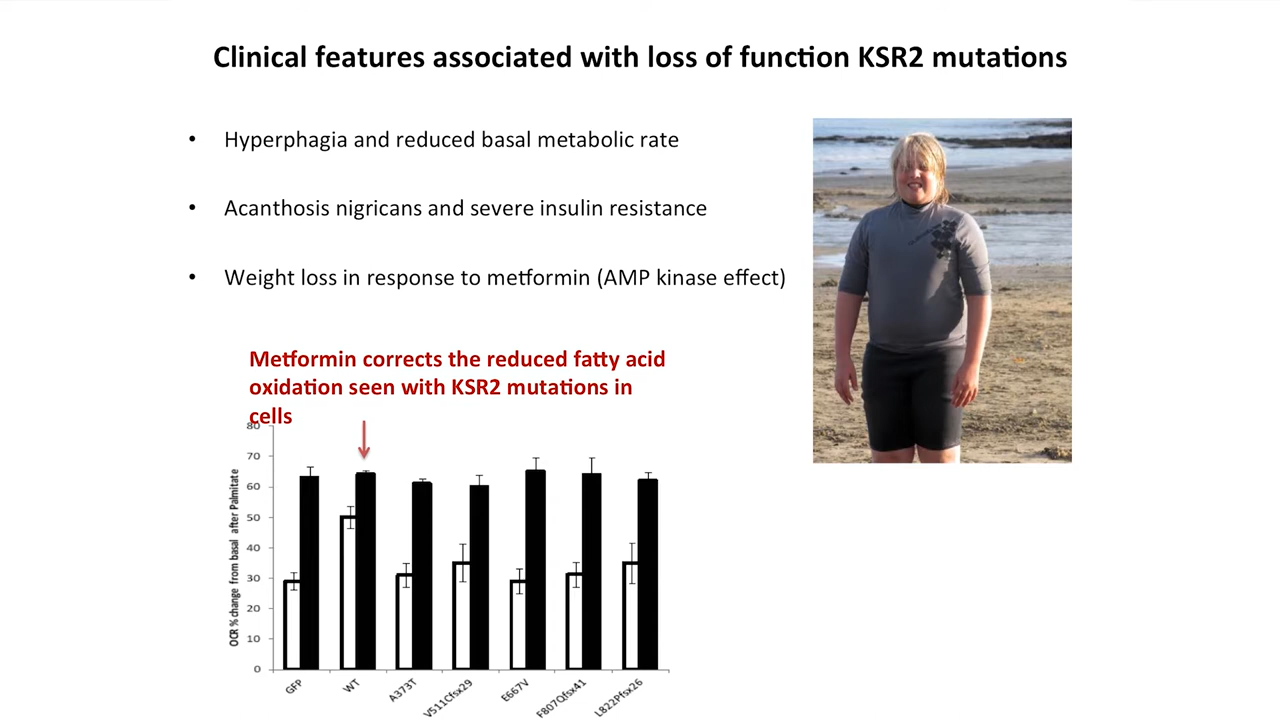 Clinical features associated with loss of function KSR2 mutations
• Hyperphagia and reduced basal metabolic rate
• Acanthosis nigricans and severe insulin resistance
• Weight loss in response to metformin (AMP kinase effect)
Metformin corrects the reduced fatty acid
oxidation seen with KSR2 mutations in
cells
OCR % change from basal after Palmitate
80
70
60
50
40
30
20
10
0
GFP
WT
A373T
V511Cfsx29
E667V
F807Qfsx41
L822Pfsx26